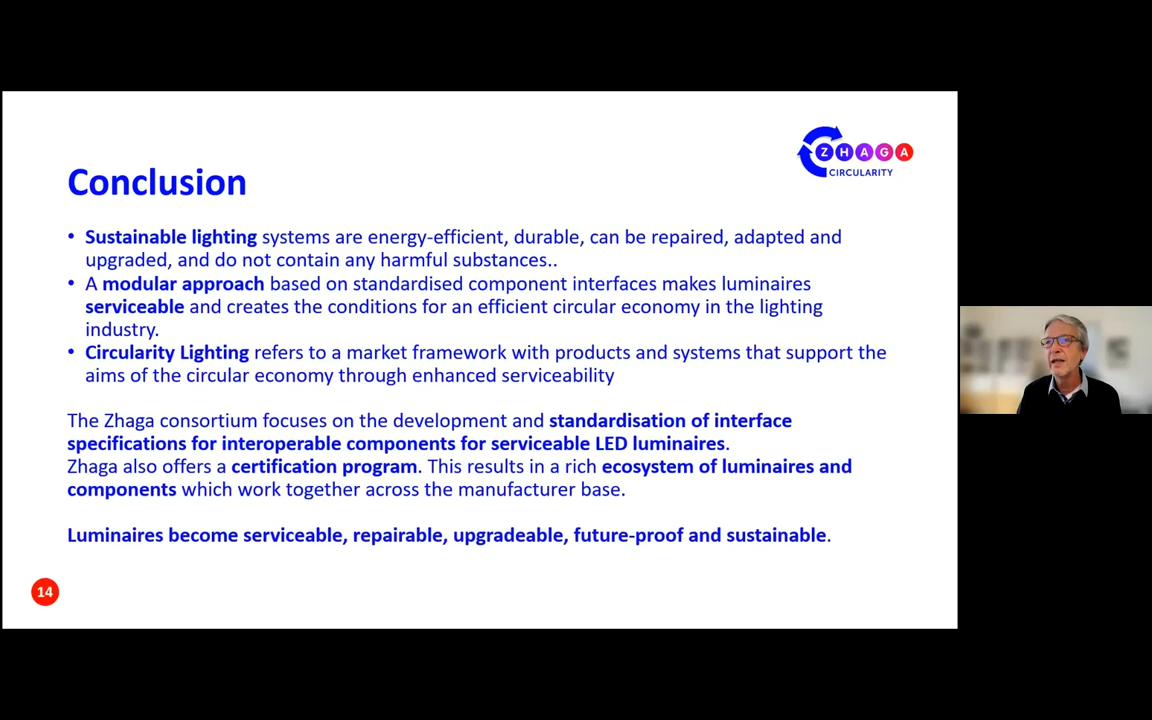 ZHAGA
CIRCULARITY
Conclusion
• Sustainable lighting systems are energy-efficient, durable, can be repaired, adapted and
upgraded, and do not contain any harmful substances..
• A modular approach based on standardised component interfaces makes luminaires
serviceable and creates the conditions for an efficient circular economy in the lighting
industry.
• Circularity Lighting refers to a market framework with products and systems that support the
aims of the circular economy through enhanced serviceability
The Zhaga consortium focuses on the development and standardisation of interface
specifications for interoperable components for serviceable LED luminaires.
Zhaga also offers a certification program. This results in a rich ecosystem of luminaires and
components which work together across the manufacturer base.
Luminaires become serviceable, repairable, upgradeable, future-proof and sustainable.
14